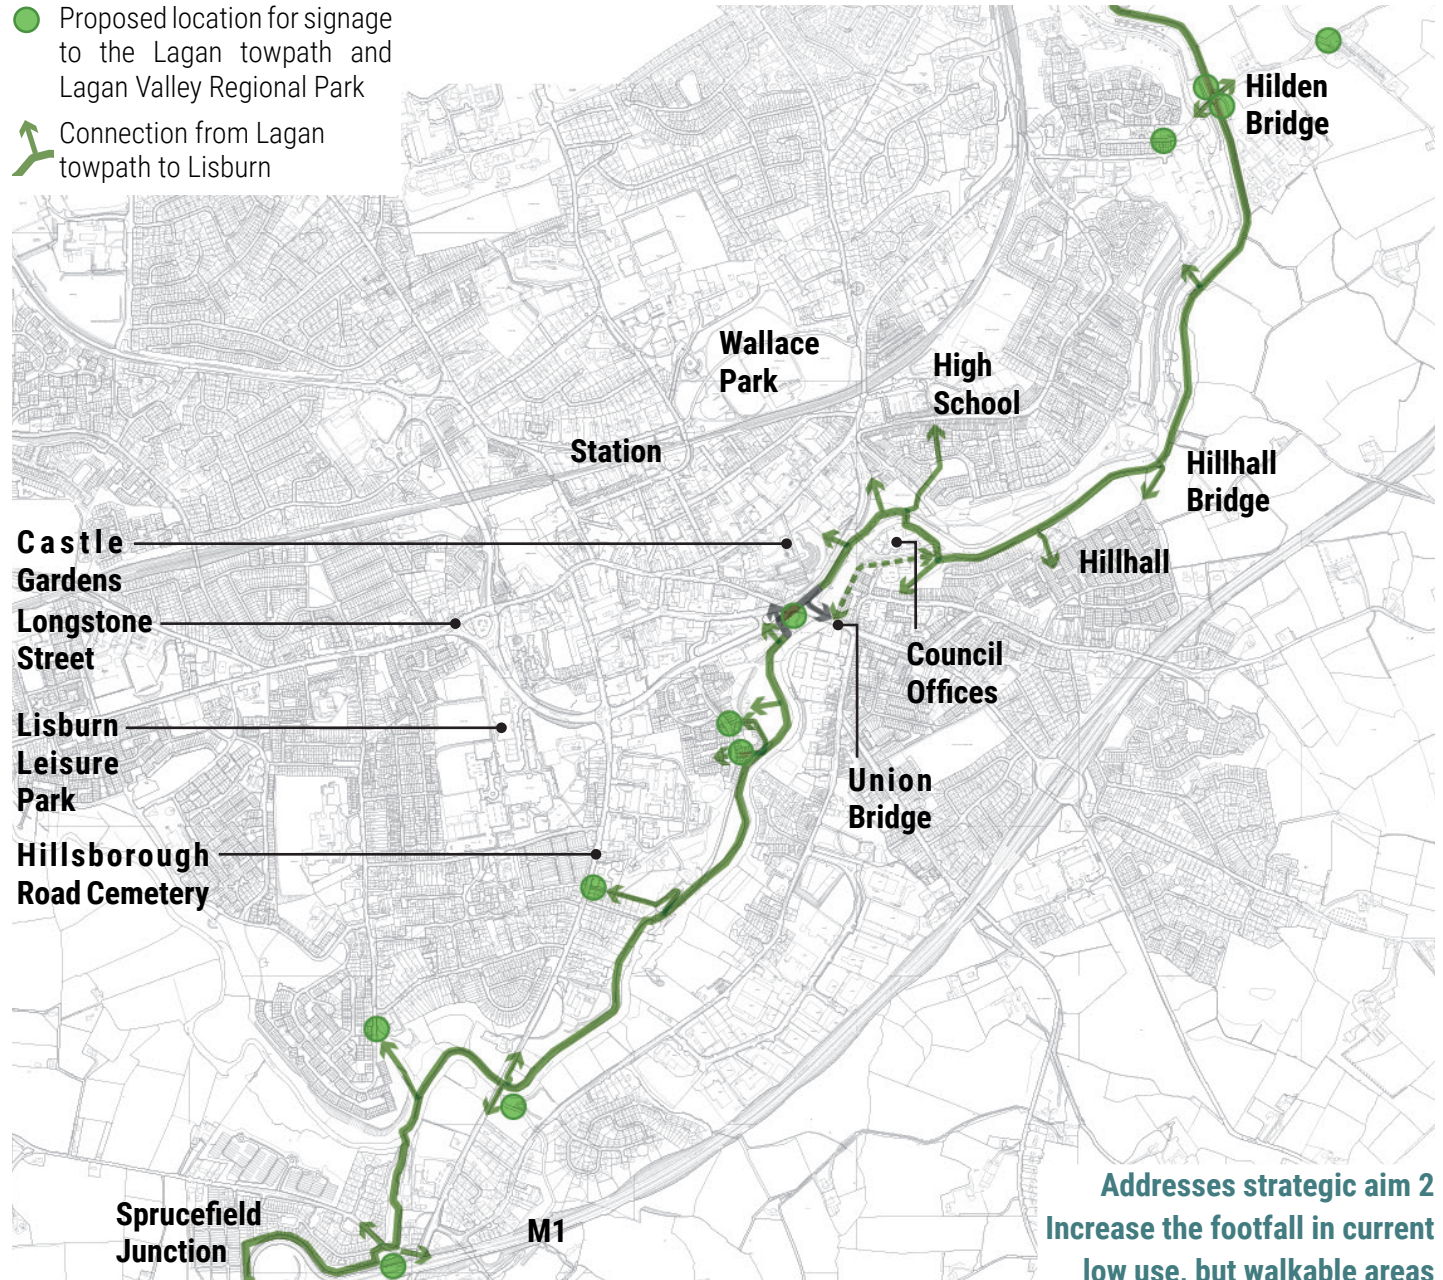 Proposed location for signage
to the Lagan towpath and
Lagan Valley Regional Park
Connection from Lagan
towpath to Lisburn
Hilden
Bridge
Wallace
Park
High
School
Station
Hillhall
Bridge
Castle
Gardens
Hillhall
Longstone
Street
Council
Offices
Lisburn
Leisure
Park
Union
Bridge
Hillsborough
Road Cemetery
Sprucefield
Junction
M1
Addresses strategic aim 2
Increase the footfall in current
low use, but walkable areas